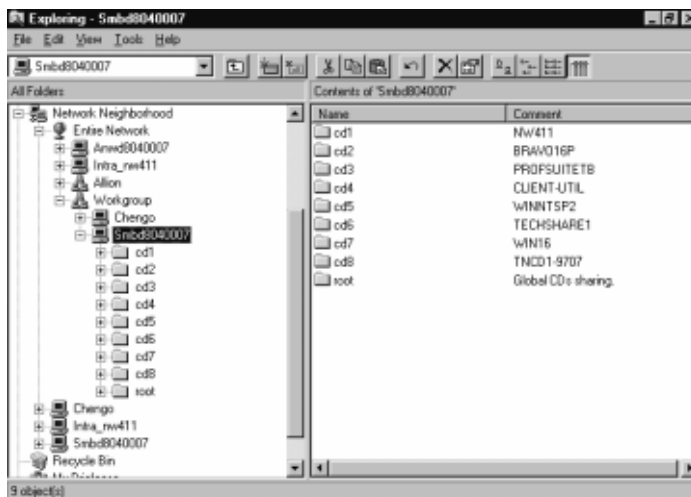 Exploring - Smbd8040007
File Edit View Tools Help
Smbd8040007
All Folders Contents of 'Smbd8040007'
Network Neighborhood
Entire Network
Anwd8040007
Intra_nw411
Allion
Workgroup
Chengo
Smbd8040007
cd1
cd2
cd3
cd4
cd5
cd6
cd7
cd8
root
Chengo
Intra_nw411
Smbd8040007
Recycle Bin
My Briefcase
Name Comment
cd1 NW411
cd2 BRAVO16P
cd3 PROFSUITETB
cd4 CLIENT-UTIL
cd5 WINNTSP2
cd6 TECHSHARE1
cd7 WIN16
cd8 TNCD1-9707
root Global CDs sharing.
9 object(s)